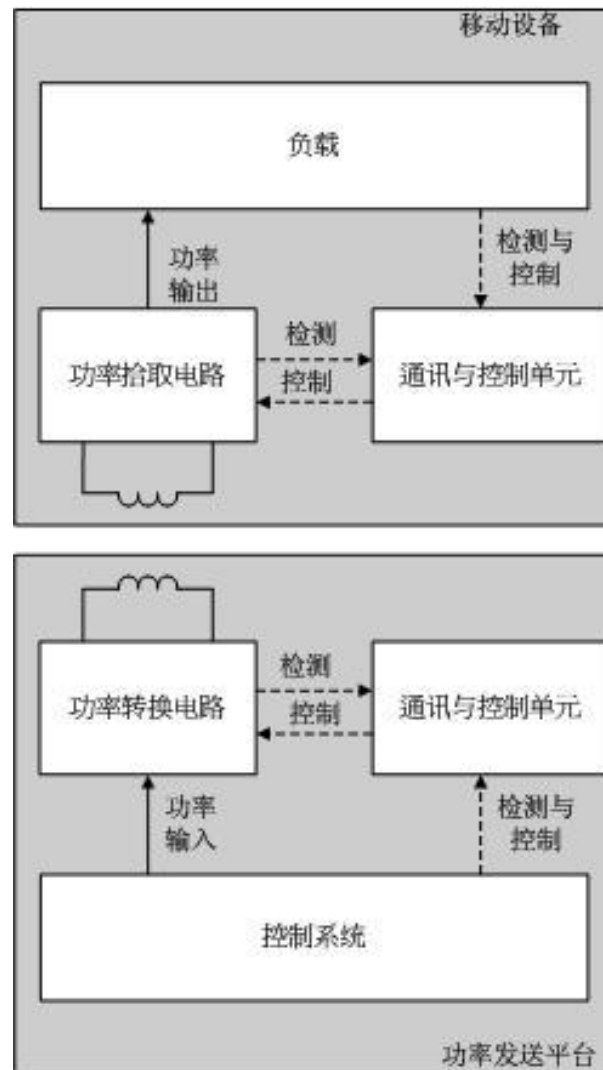 移动设备
负载
功率
输出
检测与
控制
功率拾取电路
检测
控制
通讯与控制单元
功率转换电路
检测
控制
通讯与控制单元
功率
输入
检测与
控制
控制系统
功率发送平台